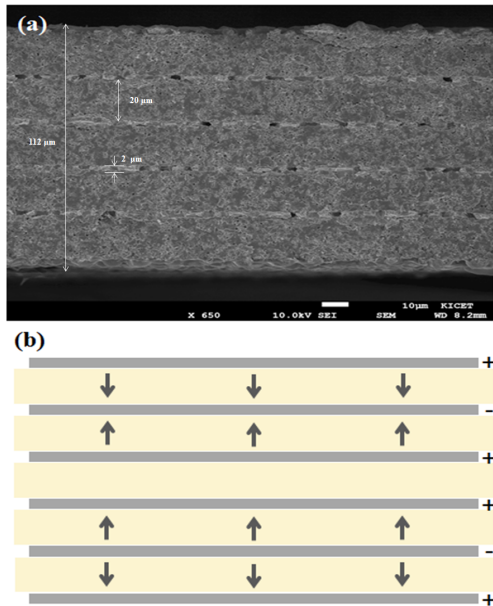 (a)
20 μm
112 μm
2 μm
10μm KICET
X 650 10.0kV SEI SEM WD 8.2mm
(b)
+
-
+
+
-
+